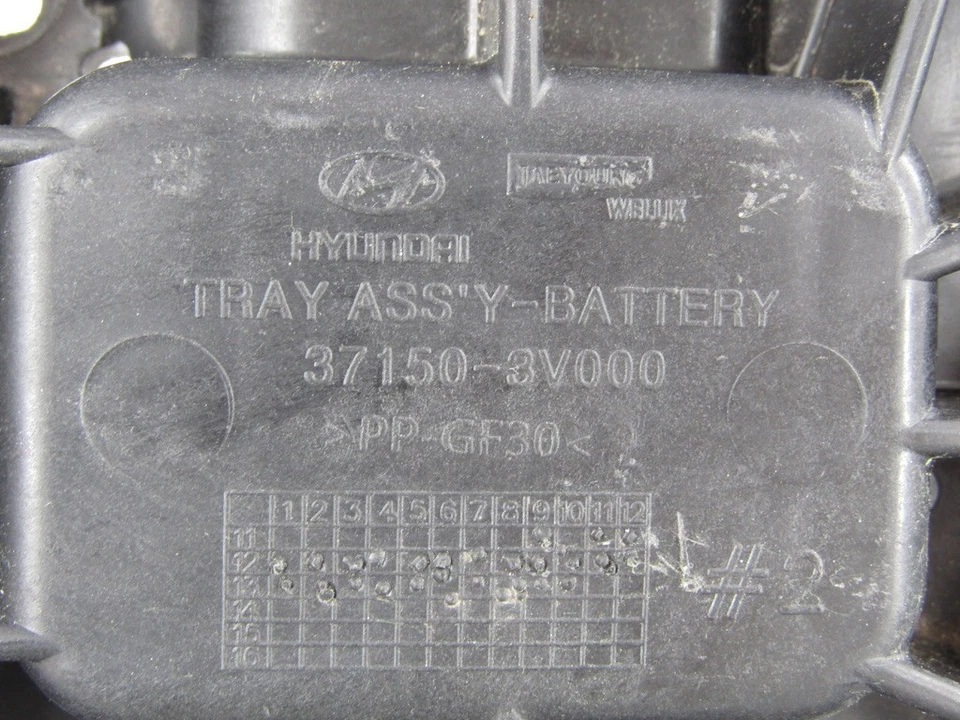 TAEYOUNG
HYUNDAI
TRAY ASS'Y-BATTERY
37150-3V000
>PP-GF30<
1 2 3 4 5 6 7 8 9 10 11 12
11
12
13
14
15
16
#2